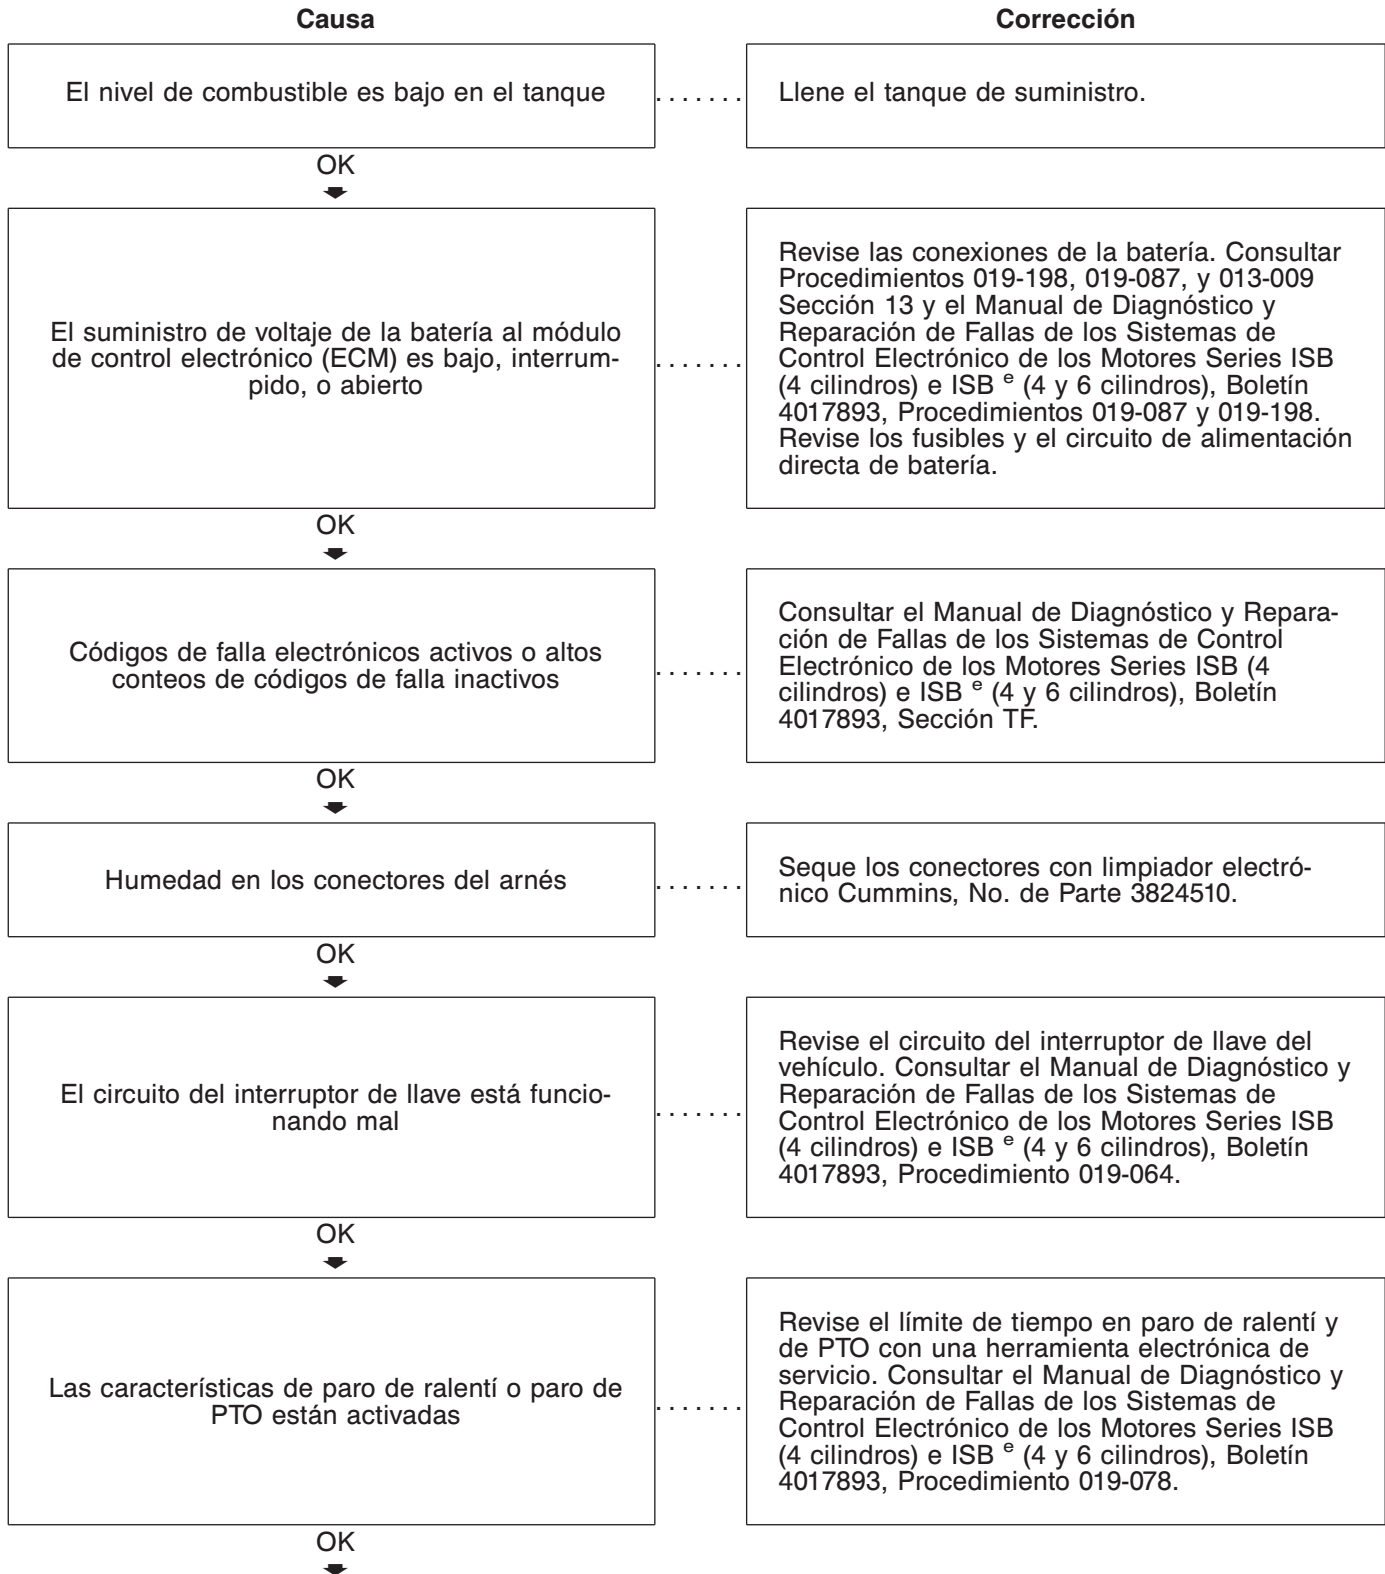 Causa
Corrección
El nivel de combustible es bajo en el tanque
.......
Llene el tanque de suministro.
OK
El suministro de voltaje de la batería al módulo
de control electrónico (ECM) es bajo, interrum-
pido, o abierto
.......
Revise las conexiones de la batería. Consultar
Procedimientos 019-198, 019-087, y 013-009
Sección 13 y el Manual de Diagnóstico y
Reparación de Fallas de los Sistemas de
Control Electrónico de los Motores Series ISB
(4 cilindros) e ISB e (4 y 6 cilindros), Boletín
4017893, Procedimientos 019-087 y 019-198.
Revise los fusibles y el circuito de alimentación
directa de batería.
OK
Códigos de falla electrónicos activos o altos
conteos de códigos de falla inactivos
.......
Consultar el Manual de Diagnóstico y Repara-
ción de Fallas de los Sistemas de Control
Electrónico de los Motores Series ISB (4
cilindros) e ISB e (4 y 6 cilindros), Boletín
4017893, Sección TF.
OK
Humedad en los conectores del arnés
.......
Seque los conectores con limpiador electró-
nico Cummins, No. de Parte 3824510.
OK
El circuito del interruptor de llave está funcio-
nando mal
.......
Revise el circuito del interruptor de llave del
vehículo. Consultar el Manual de Diagnóstico y
Reparación de Fallas de los Sistemas de
Control Electrónico de los Motores Series ISB
(4 cilindros) e ISB e (4 y 6 cilindros), Boletín
4017893, Procedimiento 019-064.
OK
Las características de paro de ralentí o paro de
PTO están activadas
.......
Revise el límite de tiempo en paro de ralentí y
de PTO con una herramienta electrónica de
servicio. Consultar el Manual de Diagnóstico y
Reparación de Fallas de los Sistemas de
Control Electrónico de los Motores Series ISB
(4 cilindros) e ISB e (4 y 6 cilindros), Boletín
4017893, Procedimiento 019-078.
OK